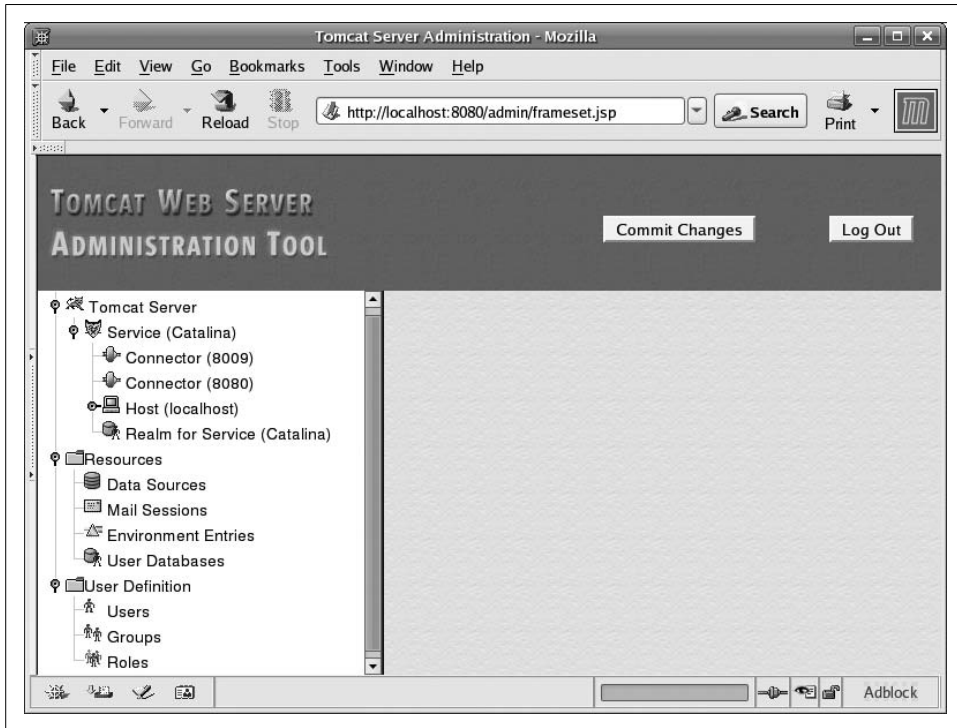 Tomcat Server Administration - Mozilla
File Edit View Go Bookmarks Tools Window Help
Back Forward Reload Stop http://localhost:8080/admin/frameset.jsp Search Print
TOMCAT WEB SERVER
ADMINISTRATION TOOL
Commit Changes Log Out
Tomcat Server
Service (Catalina)
Connector (8009)
Connector (8080)
Host (localhost)
Realm for Service (Catalina)
Resources
Data Sources
Mail Sessions
Environment Entries
User Databases
User Definition
Users
Groups
Roles
Adblock